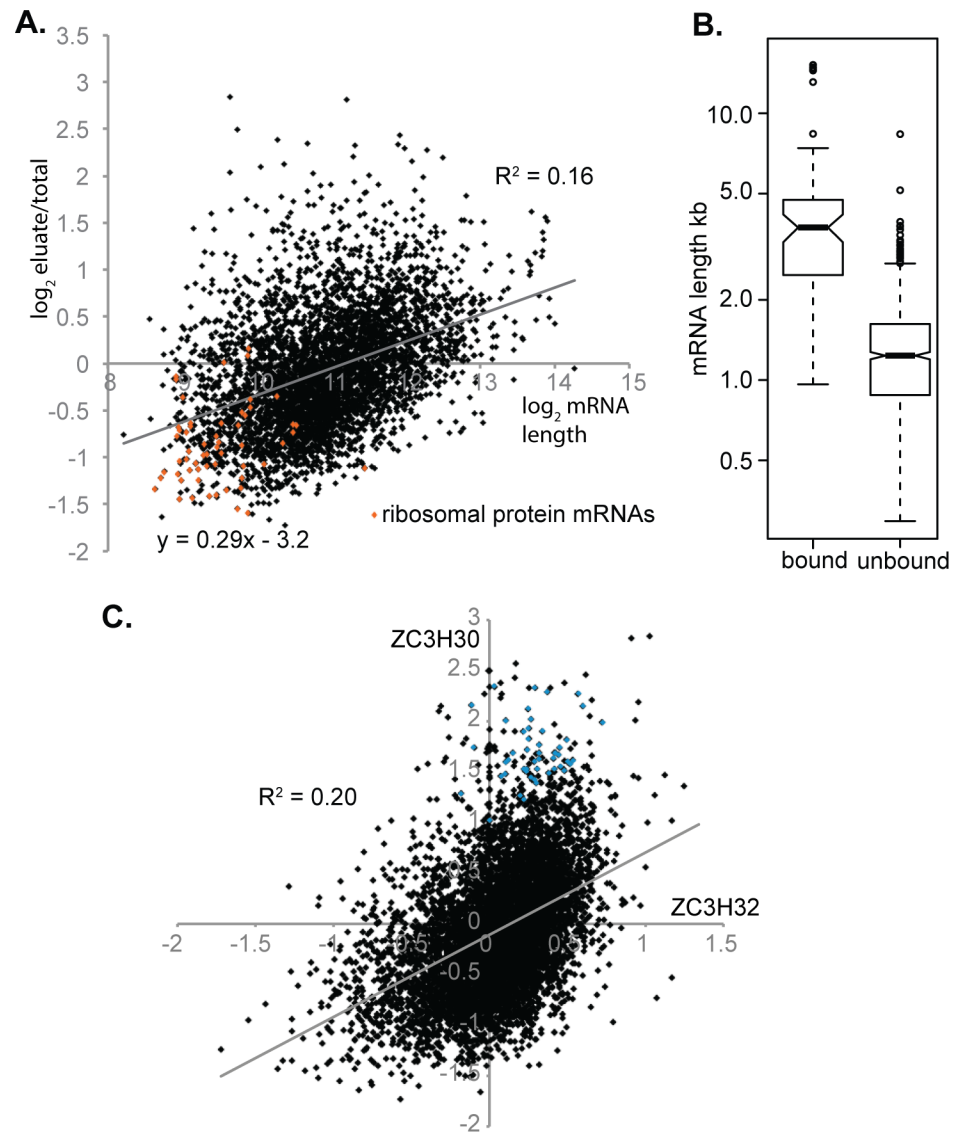 A.
3.5
3
2.5
2
1.5
1
0.5
0
-0.5
-1
-1.5
-2
log2 eluate/total
R² = 0.16
8 9 10 11 12 13 14 15
log2 mRNA
length
ribosomal protein mRNAs
y = 0.29x - 3.2
B.
mRNA length kb
10.0
5.0
2.0
1.0
0.5
bound unbound
C.
ZC3H30
3
2.5
2
1.5
1
0.5
0
-0.5
-1
-1.5
-2
R² = 0.20
ZC3H32
-2 -1.5 -1 -0.5 0 0.5 1 1.5